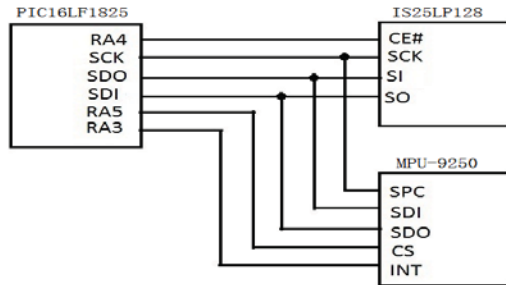 PIC16LF1825
RA4
SCK
SDO
SDI
RA5
RA3
IS25LP128
CE#
SCK
SI
SO
MPU-9250
SPC
SDI
SDO
CS
INT